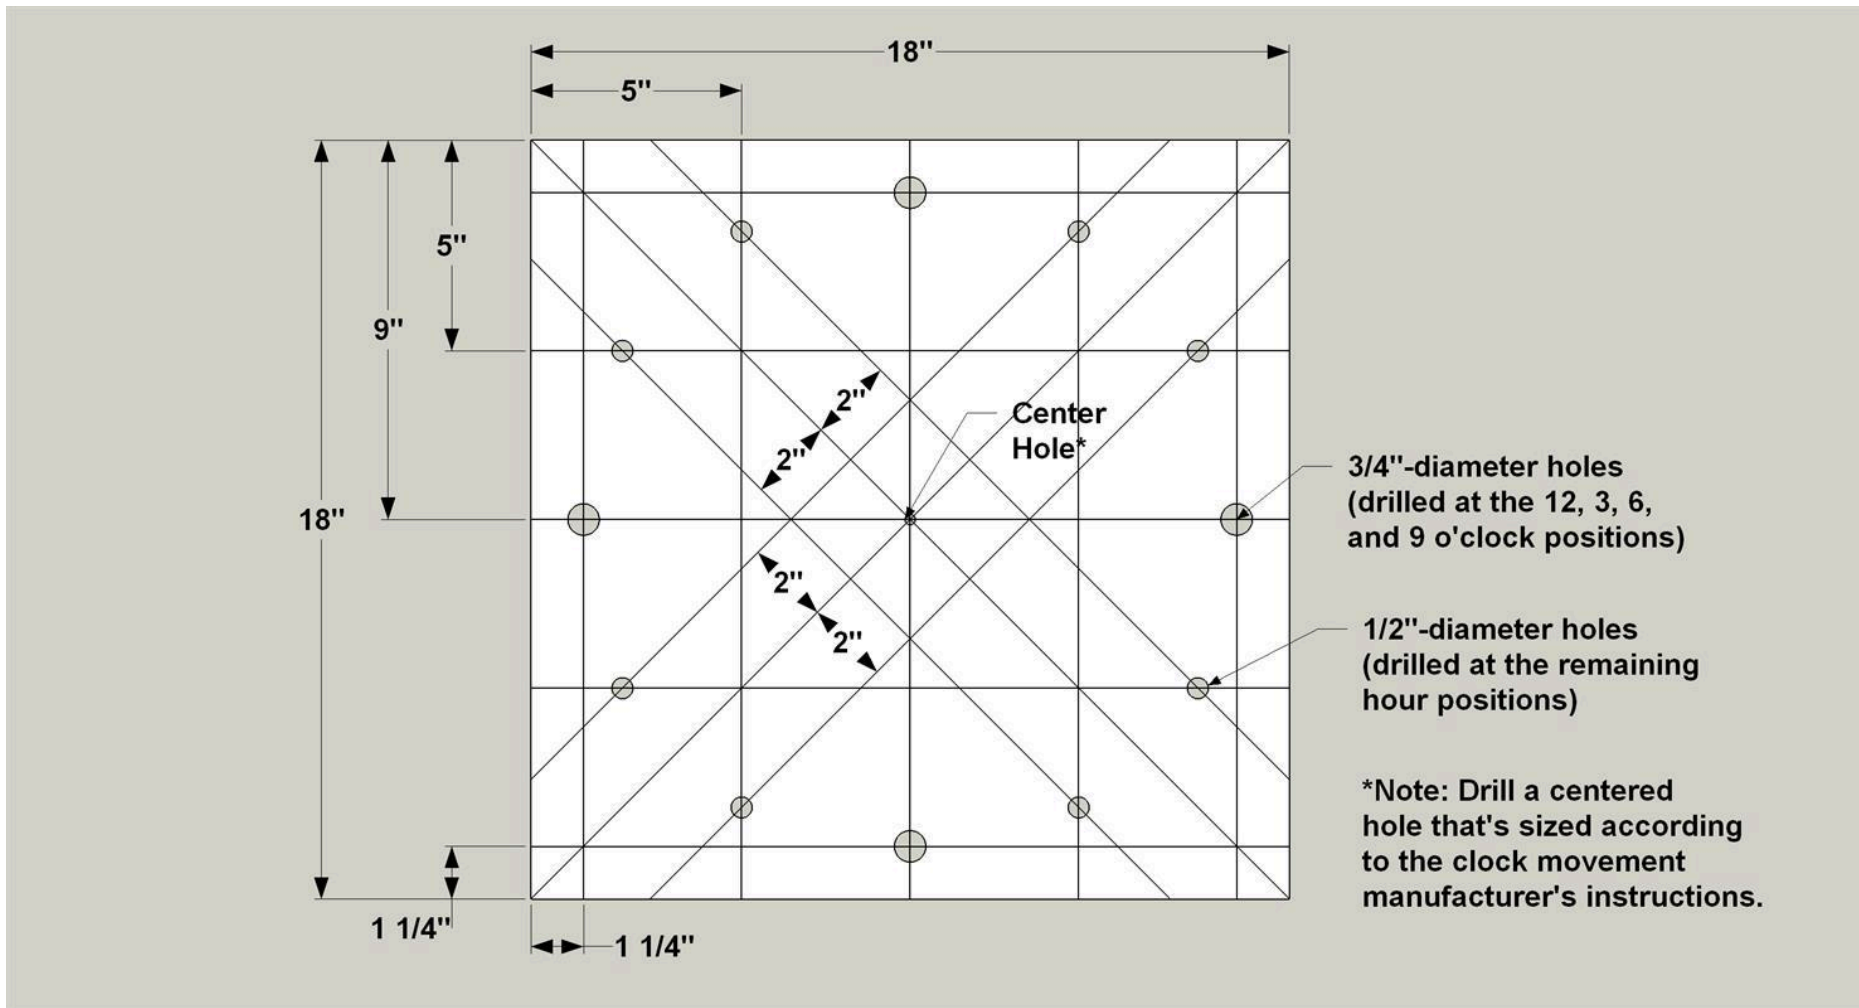 18"
5"
5"
9"
18"
2"
2"
Center
Hole*
2"
2"
3/4"-diameter holes
(drilled at the 12, 3, 6,
and 9 o'clock positions)
1/2"-diameter holes
(drilled at the remaining
hour positions)
*Note: Drill a centered
hole that's sized according
to the clock movement
manufacturer's instructions.
1 1/4"
1 1/4"